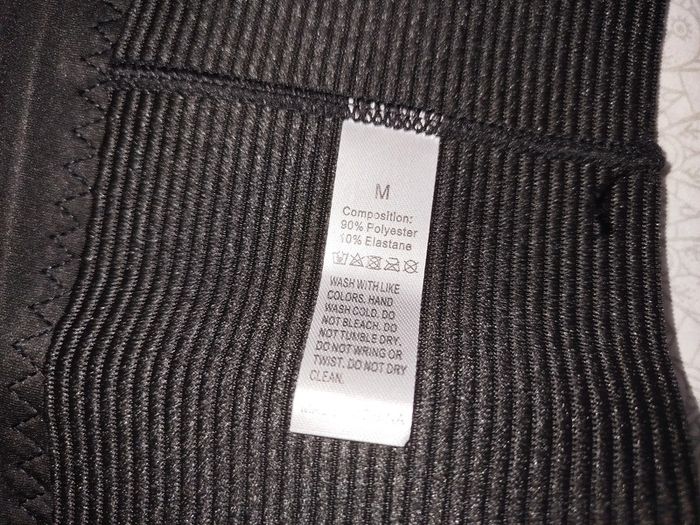 M
Composition:
90% Polyester
10% Elastane
WASH WITH LIKE
COLORS. HAND
WASH COLD. DO
NOT BLEACH. DO
NOT TUMBLE DRY.
DO NOT WRING OR
TWIST. DO NOT DRY
CLEAN.